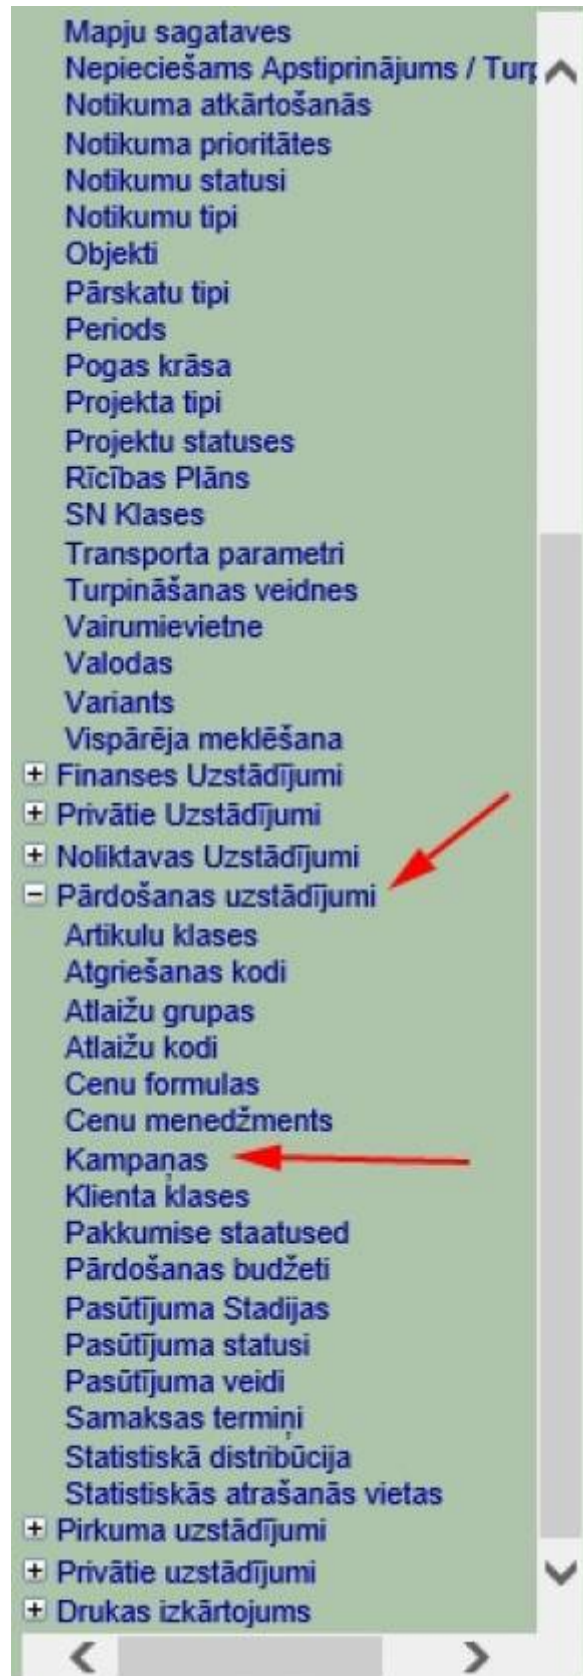 Mapju sagataves
Nepieciešams Apstiprinājums / Turp
Notikuma atkārtošanās
Notikuma prioritātes
Notikumu statusi
Notikumu tipi
Objekti
Pārskatu tipi
Periods
Pogas krāsa
Projekta tipi
Projektu statuses
Rīcības Plāns
SN Klases
Transporta parametri
Turpināšanas veidnes
Vairumievietne
Valodas
Variants
Vispārēja meklēšana
Finanses Uzstādījumi
Privātie Uzstādījumi
Noliktavas Uzstādījumi
Pārdošanas uzstādījumi
Artikulu klases
Atgriešanas kodi
Atlaižu grupas
Atlaižu kodi
Cenu formulas
Cenu menedžments
Kampaņas
Klienta klases
Pakkumise staatused
Pārdošanas budžeti
Pasūtījuma Stadijas
Pasūtījuma statusi
Pasūtījuma veidi
Samaksas termiņi
Statistiskā distribūcija
Statistiskās atrašanās vietas
Pirkuma uzstādījumi
Privātie uzstādījumi
Drukas izkārtojums